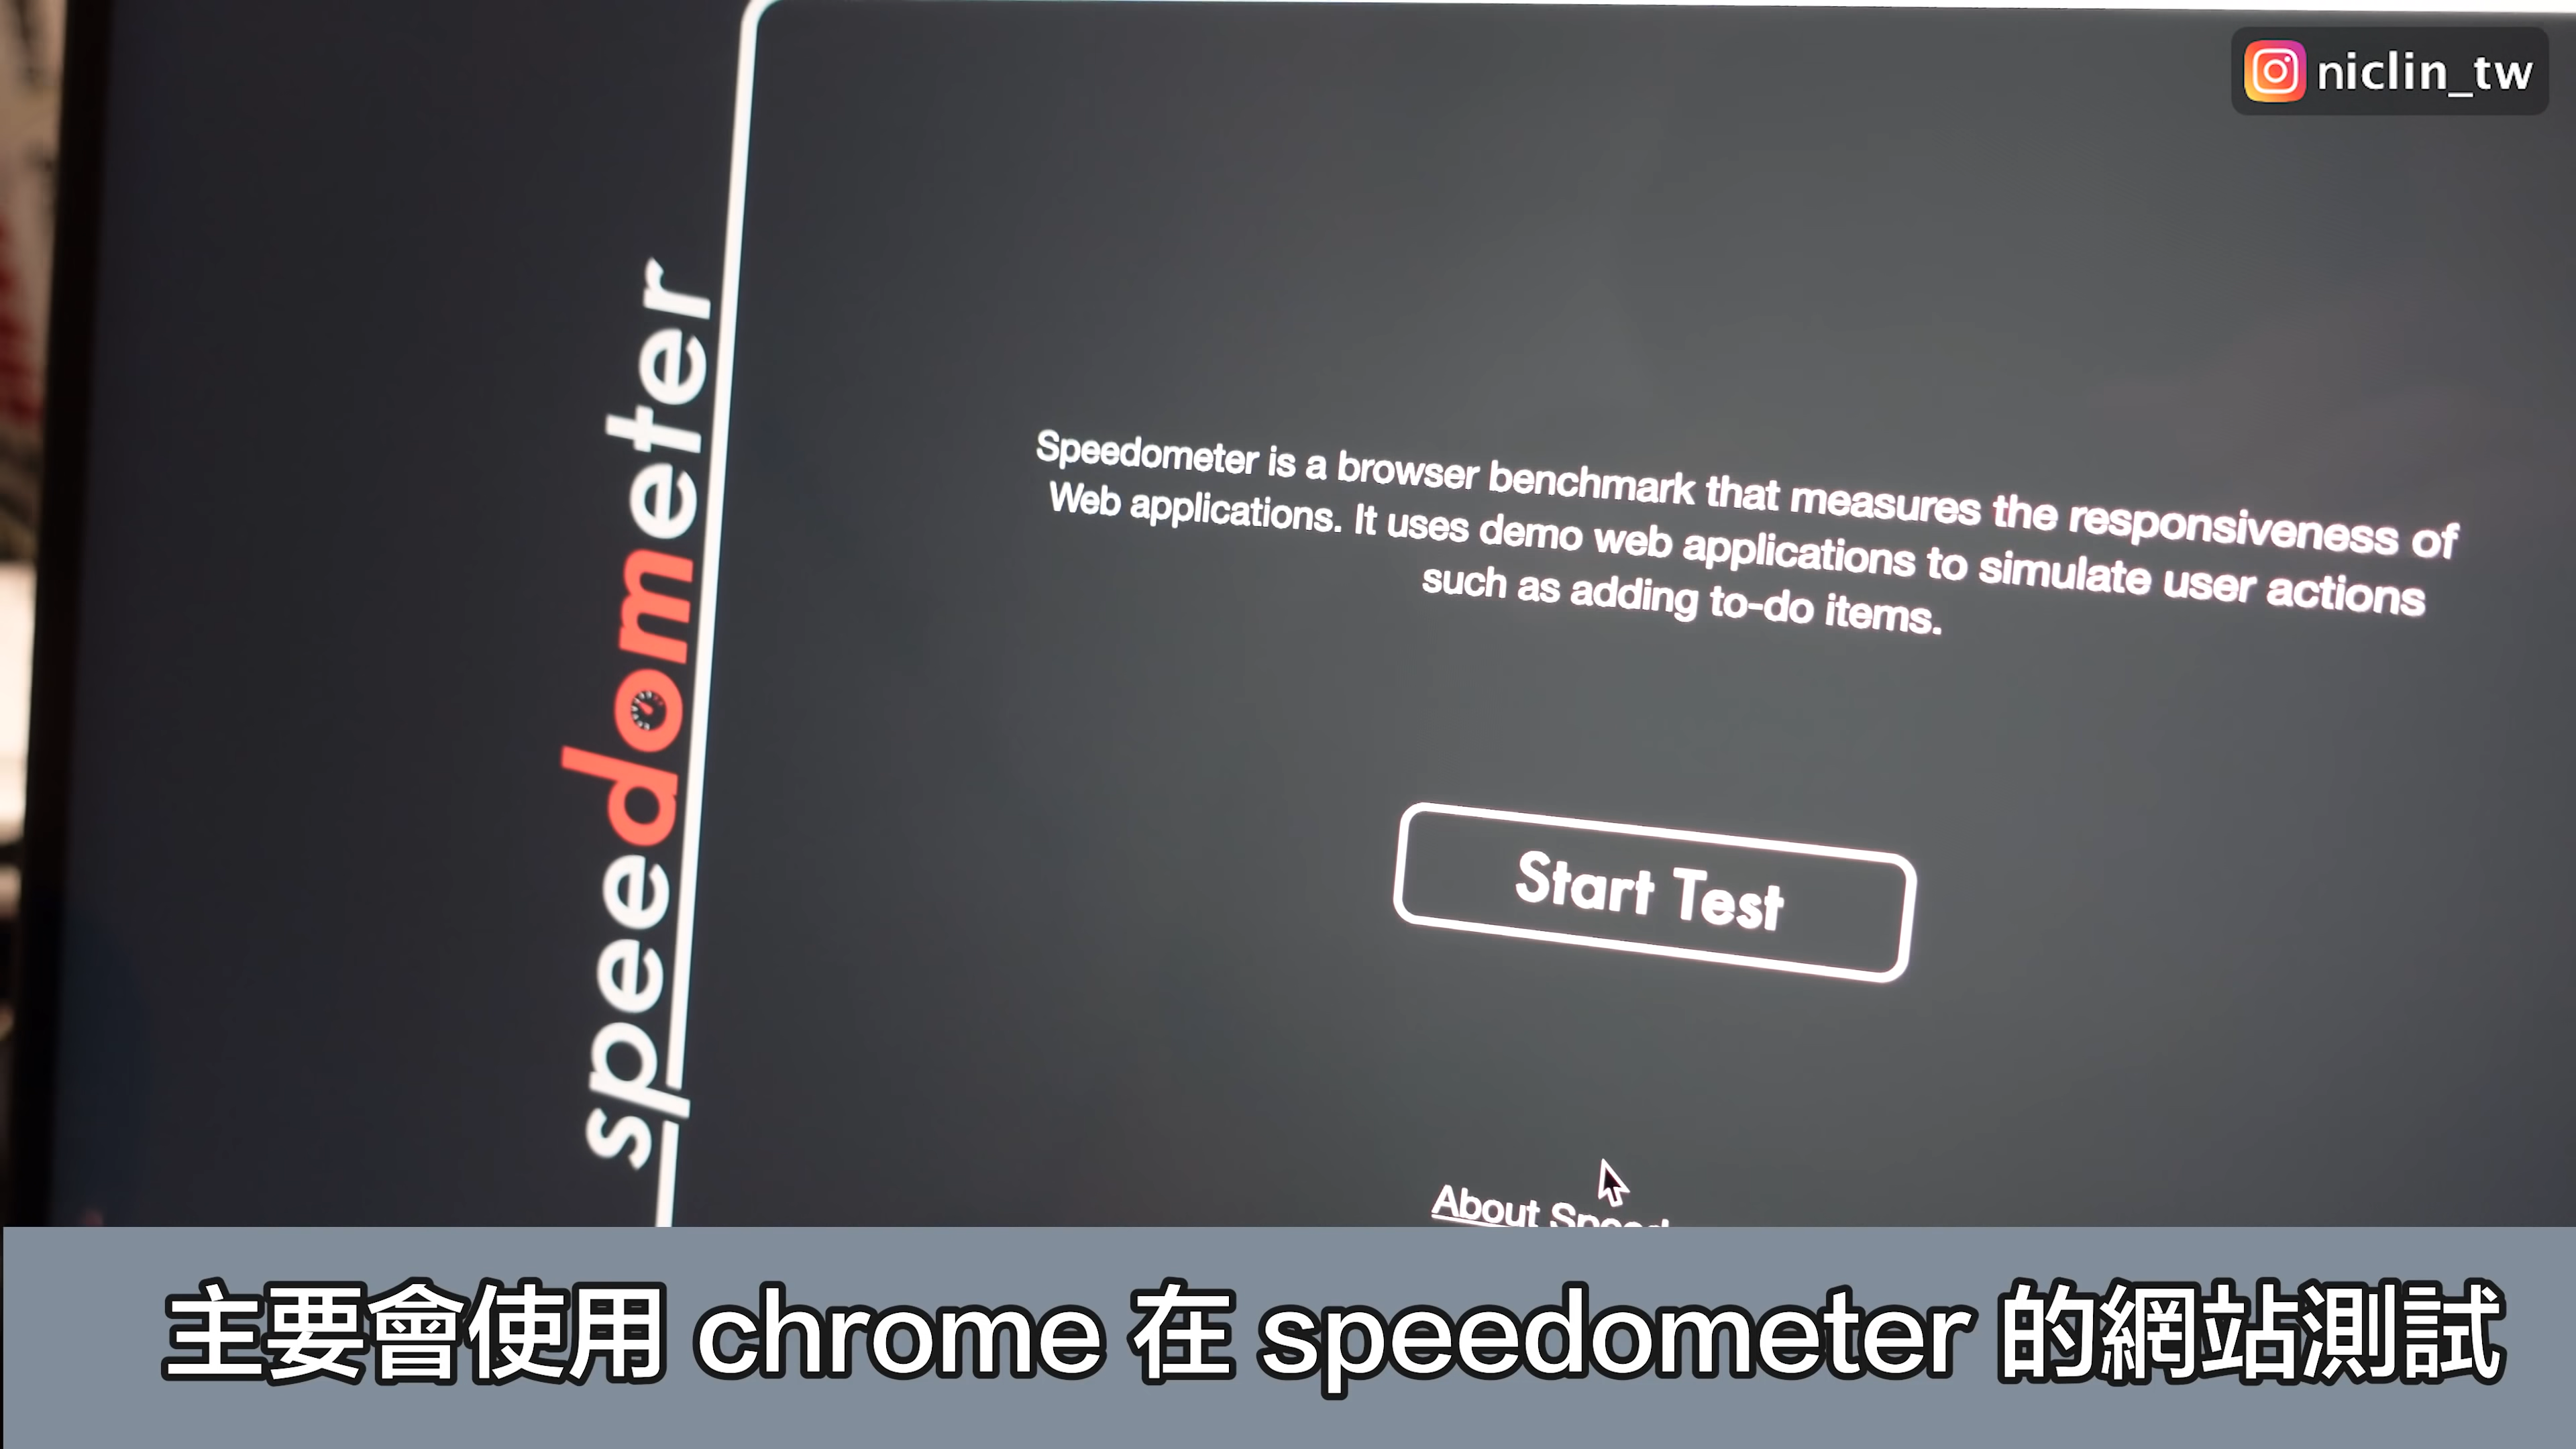 niclin_tw
speedometer
Speedometer is a browser benchmark that measures the responsiveness of
Web applications. It uses demo web applications to simulate user actions
such as adding to-do items.
Start Test
About
主要會使用 chrome 在 speedometer 的網站測試